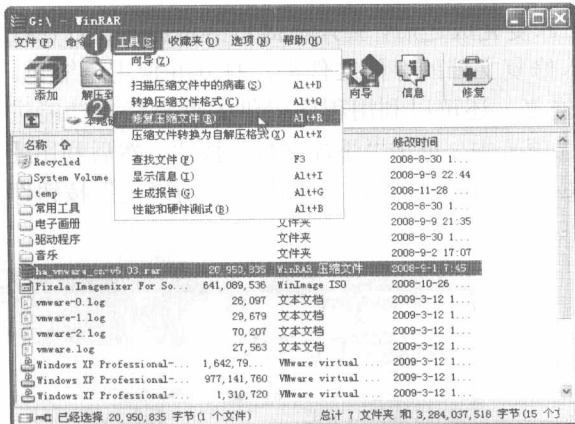 G:\ - WinRAR
文件(F) 命令 1 工具(S) 收藏夹(O) 选项(N) 帮助(H)
添加 解压到 向导 信息 修复
向导(Z)
扫描压缩文件中的病毒(S) Alt+D
转换压缩文件格式(C) Alt+Q
2 修复压缩文件(R) Alt+R
压缩文件转换为自解压格式(X) Alt+X
查找文件(F) F3
显示信息(I) Alt+I
生成报告(G) Alt+G
性能和硬件测试(B) Alt+B
名称 修改时间
Recycled 2008-8-30 1...
System Volume 2008-9-9 22:44
temp 2008-11-28 ...
常用工具 2008-8-30 1...
电子画册 文件夹 2008-9-9 21:35
驱动程序 文件夹 2008-8-30 1...
音乐 文件夹 2008-9-2 17:07
ha_vmware_cn-v6.03.rar 20,950,835 WinRAR 压缩文件 2008-9-1 7:45
Pixela Imagemixer For So... 641,089,536 WinImage ISO 2008-10-26 ...
vmware-0.log 26,097 文本文档 2009-3-12 1...
vmware-1.log 29,679 文本文档 2009-3-12 1...
vmware-2.log 70,207 文本文档 2009-3-12 1...
vmware.log 27,563 文本文档 2009-3-12 1...
Windows XP Professional-... 1,642,79... VMware virtual ... 2009-3-12 1...
Windows XP Professional-... 977,141,760 VMware virtual ... 2009-3-12 1...
Windows XP Professional-... 1,310,720 VMware virtual ... 2009-3-12 1...
已经选择 20,950,835 字节(1 个文件) 总计 7 文件夹 和 3,284,037,518 字节(15 个